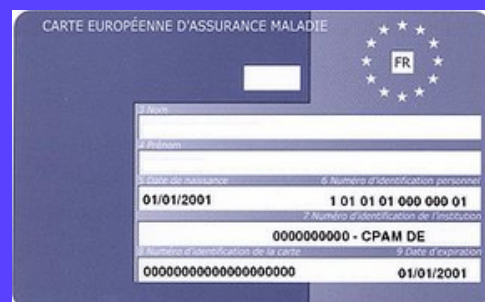 CARTE EUROPÉENNE D'ASSURANCE MALADIE
FR
3 Nom
4 Prénom
5 Date de naissance 6 Numéro d'identification personnel
01/01/2001 1 01 01 01 000 000 01
7 Numéro d'identification de l'institution
0000000000 - CPAM DE
8 Numéro d'identification de la carte 9 Date d'expiration
00000000000000000000 01/01/2001